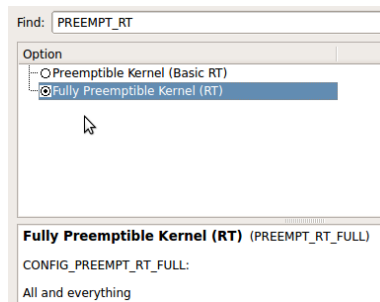 Find: PREEMPT_RT
Option
Preemptible Kernel (Basic RT)
Fully Preemptible Kernel (RT)
Fully Preemptible Kernel (RT) (PREEMPT_RT_FULL)
CONFIG_PREEMPT_RT_FULL:
All and everything